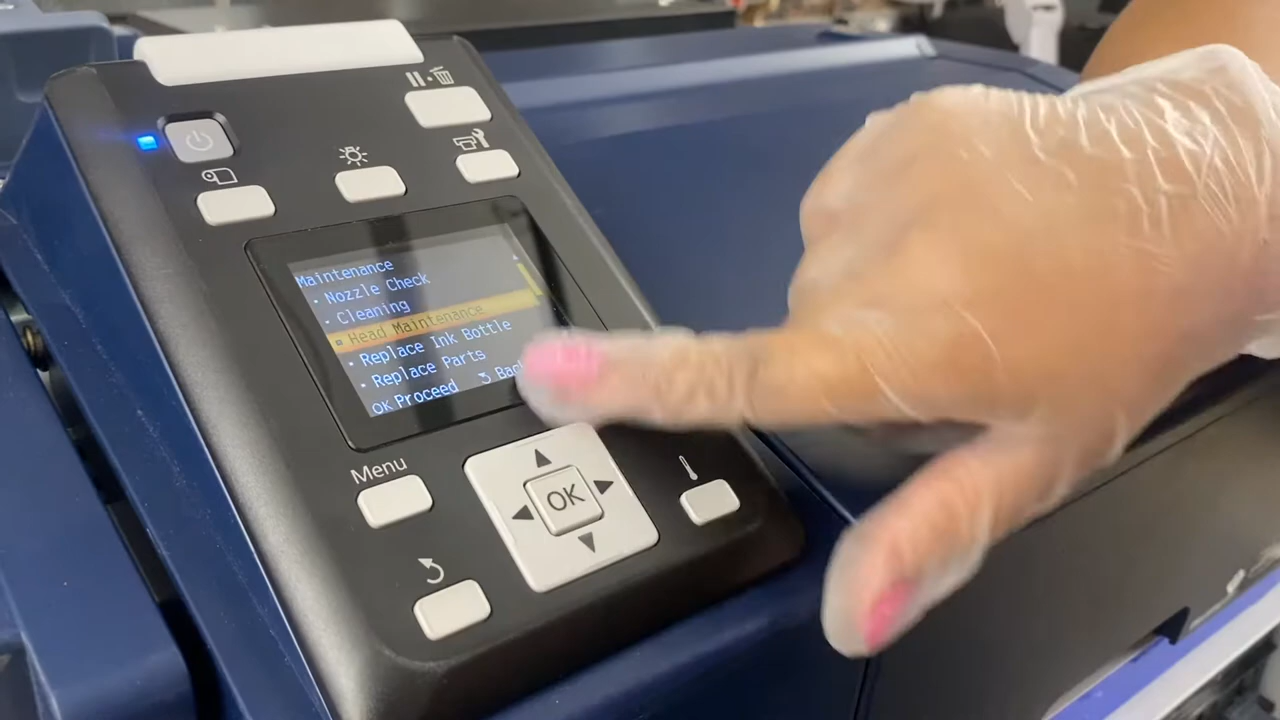 Maintenance
· Nozzle Check
· Cleaning
▪ Head Maintenance
· Replace Ink Bottle
· Replace Parts
OK Proceed
Menu
OK